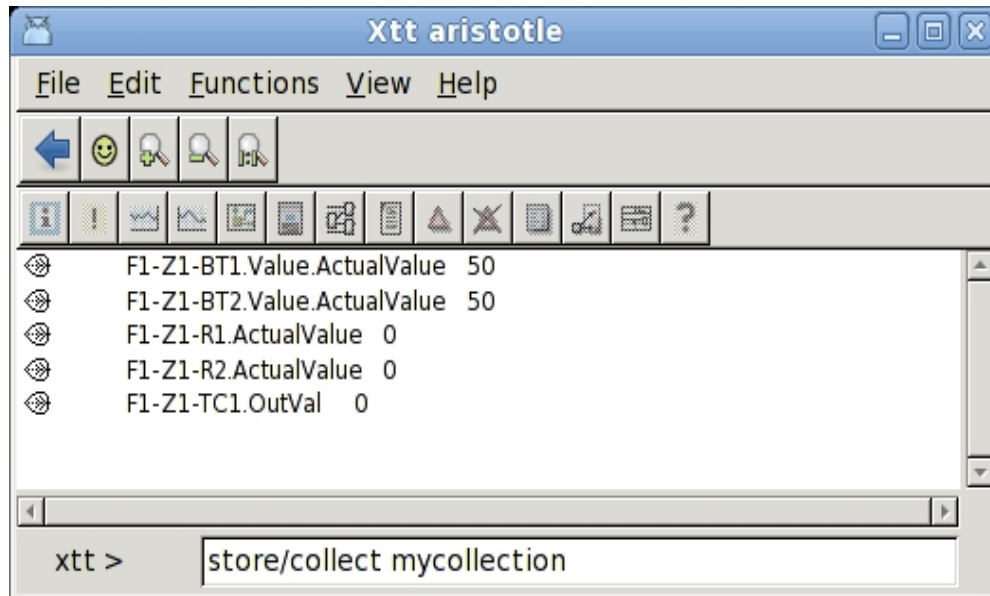 Xtt aristotle
File Edit Functions View Help
F1-Z1-BT1.Value.ActualValue 50
F1-Z1-BT2.Value.ActualValue 50
F1-Z1-R1.ActualValue 0
F1-Z1-R2.ActualValue 0
F1-Z1-TC1.OutVal 0
xtt > store/collect mycollection